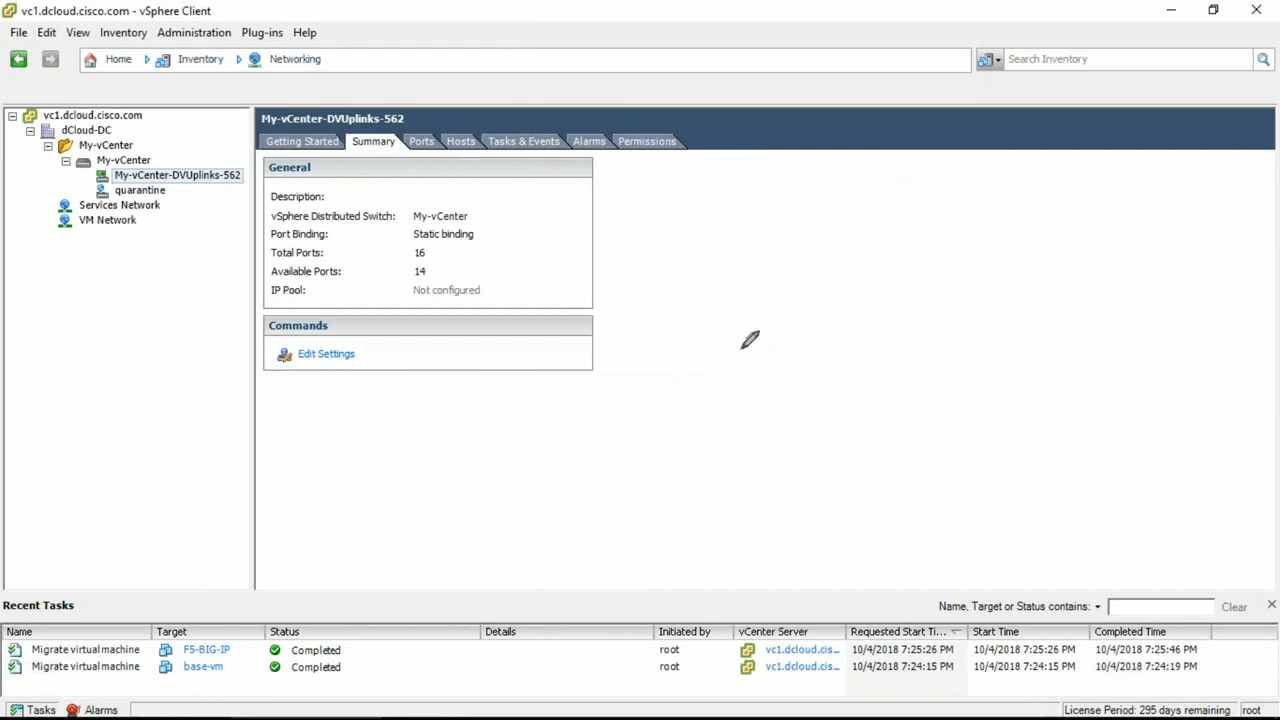 vc1.dcloud.cisco.com - vSphere Client
File Edit View Inventory Administration Plug-ins Help
Home Inventory Networking Search Inventory
vc1.dcloud.cisco.com
dCloud-DC
My-vCenter
My-vCenter
My-vCenter-DVUplinks-562
quarantine
Services Network
VM Network
My-vCenter-DVUplinks-562
Getting Started Summary Ports Hosts Tasks & Events Alarms Permissions
General
Description:
vSphere Distributed Switch: My-vCenter
Port Binding: Static binding
Total Ports: 16
Available Ports: 14
IP Pool: Not configured
Commands
Edit Settings
Recent Tasks Name, Target or Status contains: Clear
Name Target Status Details Initiated by vCenter Server Requested Start Ti... Start Time Completed Time
Migrate virtual machine F5-BIG-IP Completed root vc1.dcloud.cis... 10/4/2018 7:25:26 PM 10/4/2018 7:25:26 PM 10/4/2018 7:25:46 PM
Migrate virtual machine base-vm Completed root vc1.dcloud.cis... 10/4/2018 7:24:15 PM 10/4/2018 7:24:15 PM 10/4/2018 7:24:19 PM
Tasks Alarms License Period: 295 days remaining root